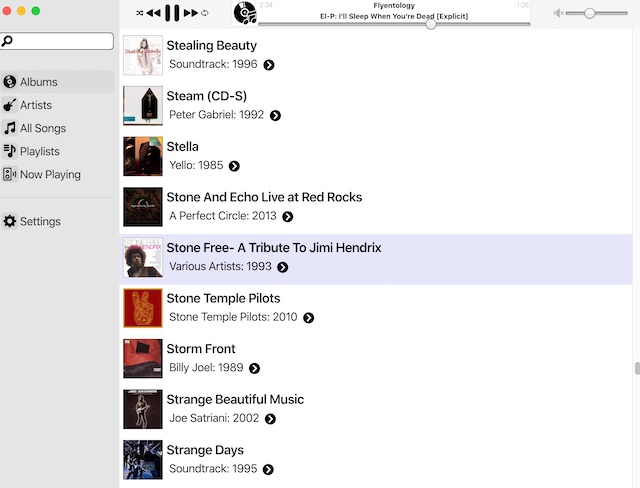 2:34
Flyentology
-1:26
El-P: I'll Sleep When You're Dead [Explicit]
Albums
Artists
All Songs
Playlists
Now Playing
Settings
Stealing Beauty
Soundtrack: 1996
Steam (CD-S)
Peter Gabriel: 1992
Stella
Yello: 1985
Stone And Echo Live at Red Rocks
A Perfect Circle: 2013
Stone Free- A Tribute To Jimi Hendrix
Various Artists: 1993
Stone Temple Pilots
Stone Temple Pilots: 2010
Storm Front
Billy Joel: 1989
Strange Beautiful Music
Joe Satriani: 2002
Strange Days
Soundtrack: 1995